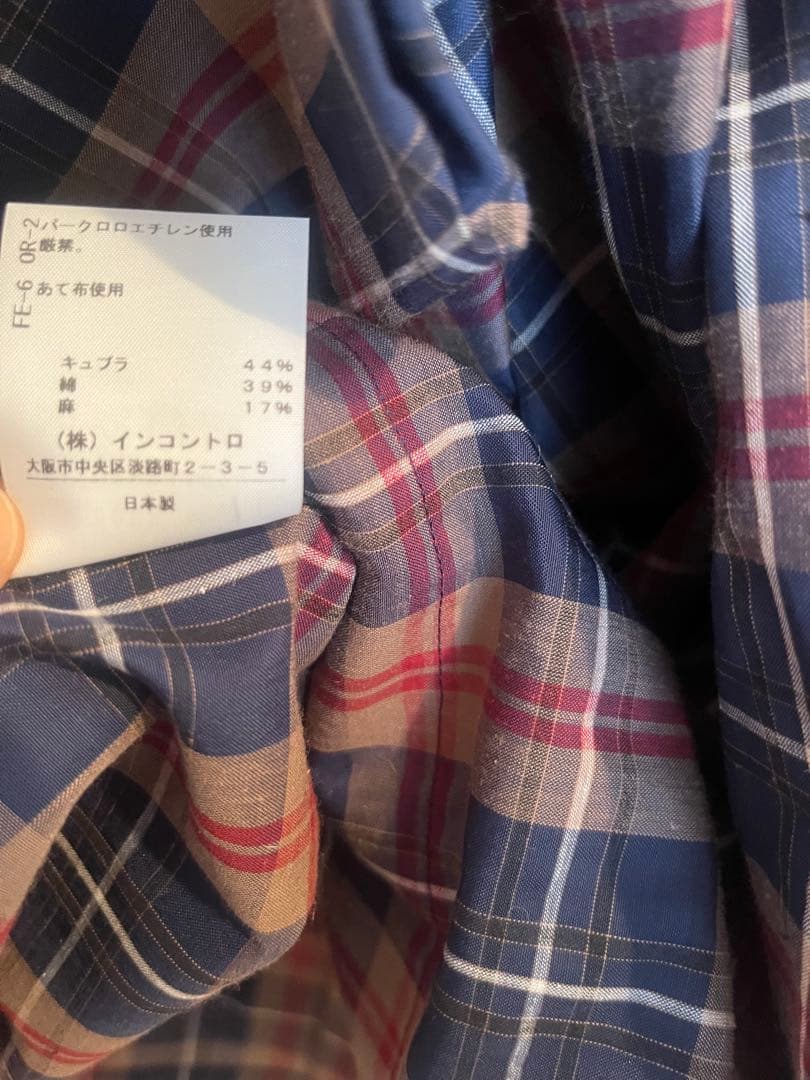 OR-2
パークロロエチレン使用
厳禁。
FE-6
あて布使用
キュプラ 44%
綿 39%
麻 17%
(株)インコントロ
大阪市中央区淡路町2-3-5
日本製